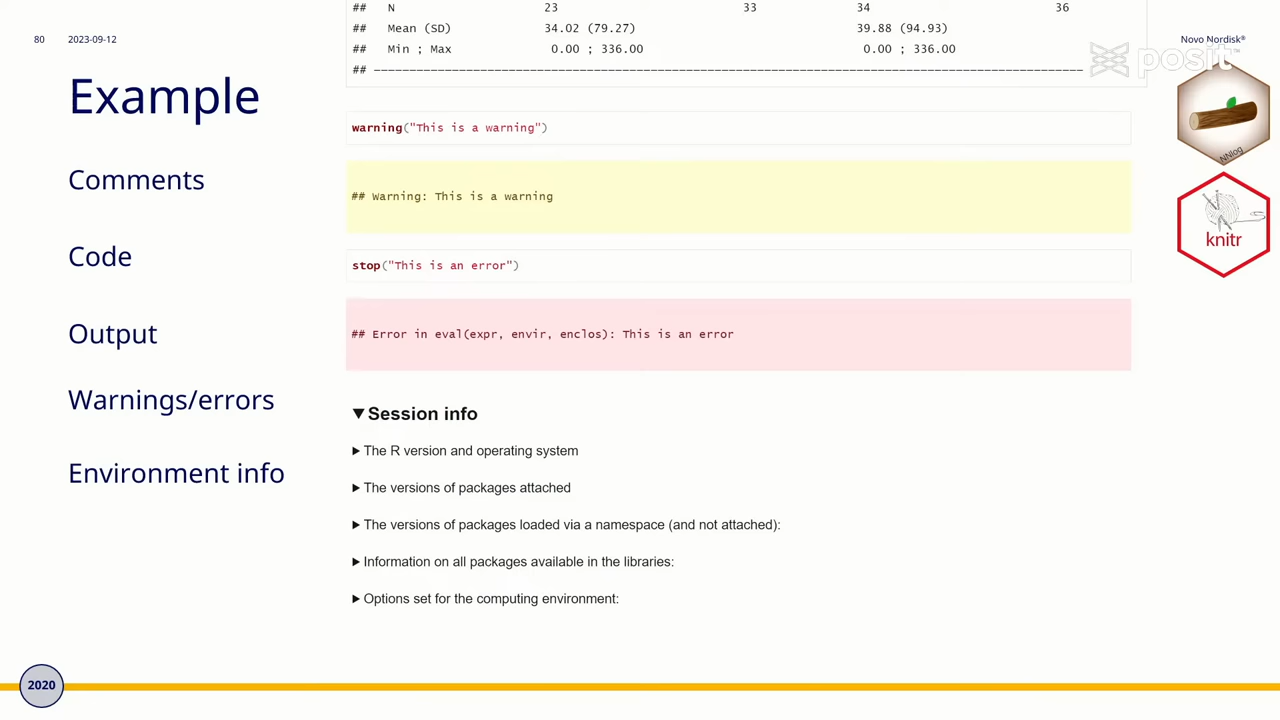 80 2023-09-12
Novo Nordisk®
posit™
Example
Comments
Code
Output
Warnings/errors
Environment info
## N 23 33 34 36
## Mean (SD) 34.02 (79.27) 39.88 (94.93)
## Min ; Max 0.00 ; 336.00 0.00 ; 336.00
## ------------------------------------------------------------------------------------------------------
warning("This is a warning")
## Warning: This is a warning
stop("This is an error")
## Error in eval(expr, envir, enclos): This is an error
▼Session info
▶The R version and operating system
▶The versions of packages attached
▶The versions of packages loaded via a namespace (and not attached):
▶Information on all packages available in the libraries:
▶Options set for the computing environment:
NNlog
knitr
2020